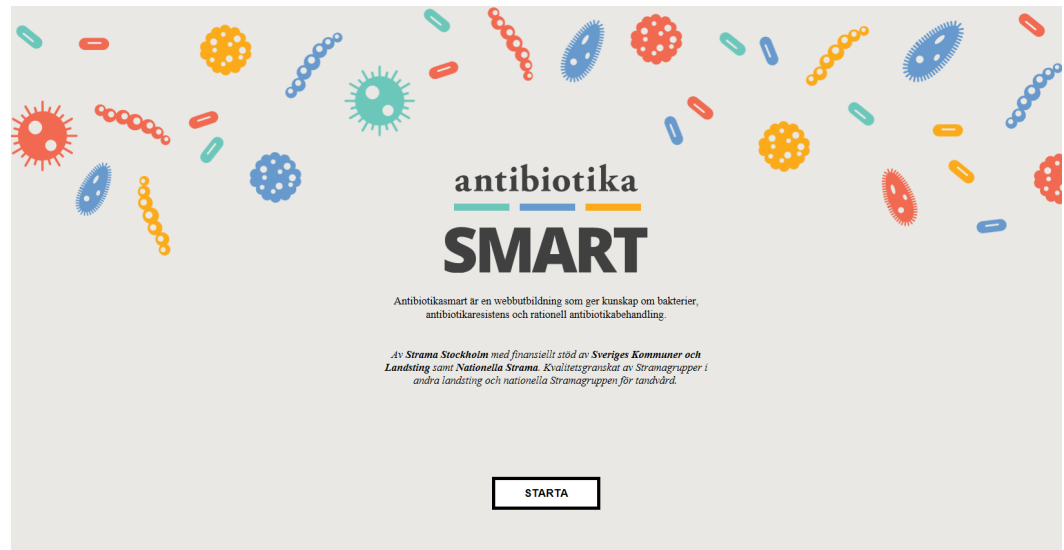 antibiotika
SMART
Antibiotikasmart är en webbutbildning som ger kunskap om bakterier,
antibiotikaresistens och rationell antibiotikabehandling.
Av Strama Stockholm med finansiellt stöd av Sveriges Kommuner och
Landsting samt Nationella Strama. Kvalitetsgranskat av Stramagrupper i
andra landsting och nationella Stramagruppen för tandvård.
STARTA